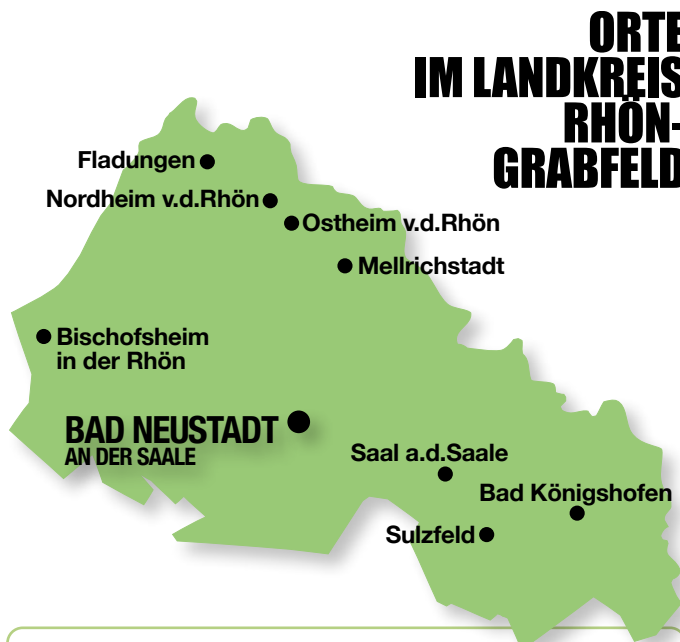 ORTE
IM LANDKREIS
RHÖN-
GRABFELD
Fladungen
Nordheim v.d.Rhön
Ostheim v.d.Rhön
Mellrichstadt
Bischofsheim
in der Rhön
BAD NEUSTADT
AN DER SAALE
Saal a.d.Saale
Bad Königshofen
Sulzfeld